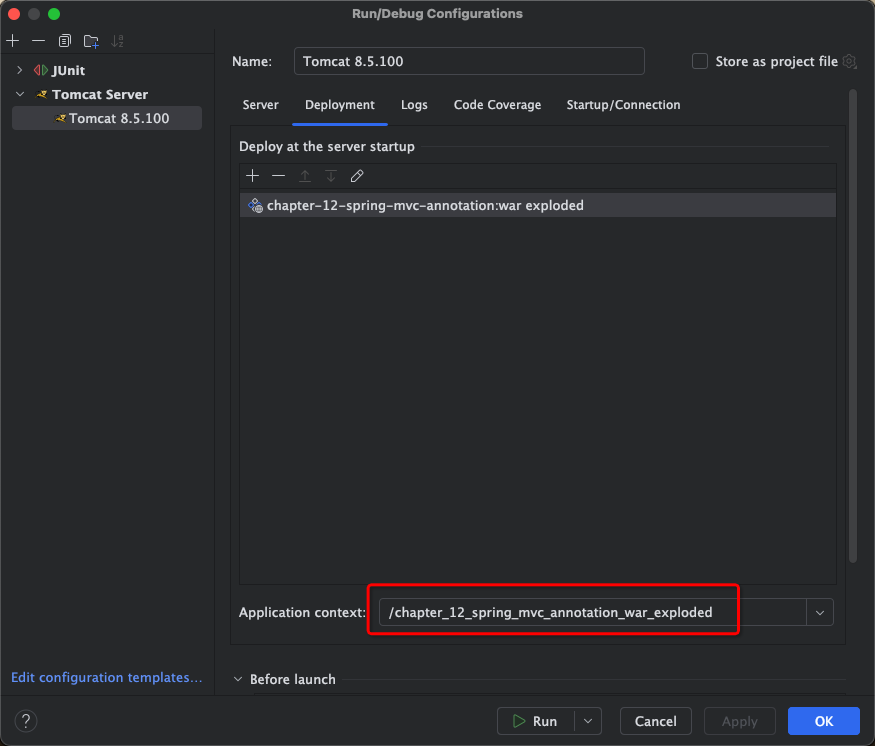 Run/Debug Configurations
JUnit
Tomcat Server
Tomcat 8.5.100
Edit configuration templates...
Name: Tomcat 8.5.100 Store as project file
Server Deployment Logs Code Coverage Startup/Connection
Deploy at the server startup
chapter-12-spring-mvc-annotation:war exploded
Application context: /chapter_12_spring_mvc_annotation_war_exploded
Before launch
? Run Cancel Apply OK